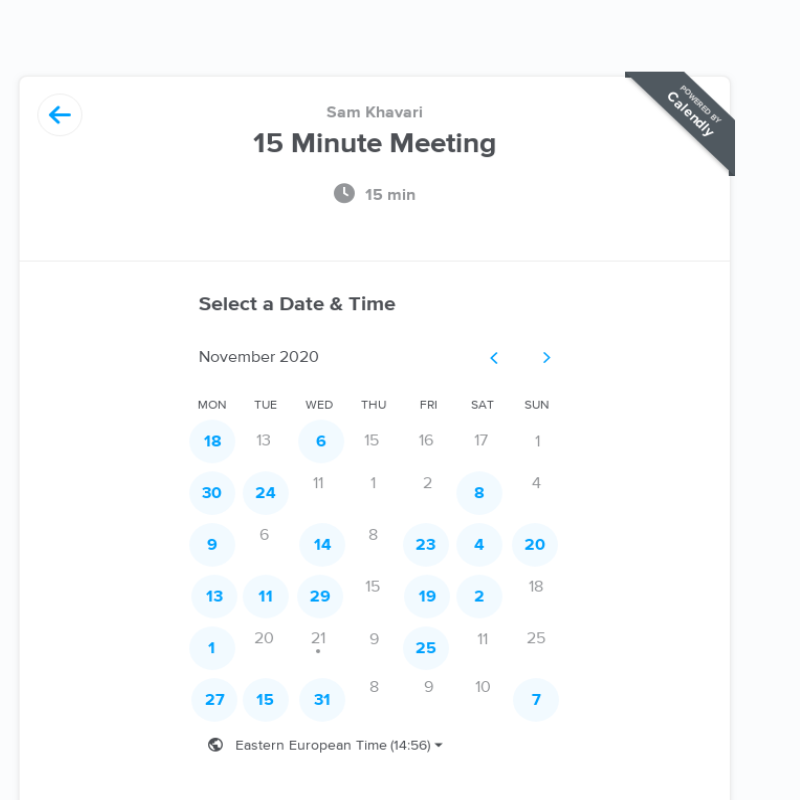 POWERED BY
Calendly
Sam Khavari
15 Minute Meeting
15 min
Select a Date & Time
November 2020
MON TUE WED THU FRI SAT SUN
18 13 6 15 16 17 1
30 24 11 1 2 8 4
9 6 14 8 23 4 20
13 11 29 15 19 2 18
1 20 21 9 25 11 25
27 15 31 8 9 10 7
Eastern European Time (14:56)